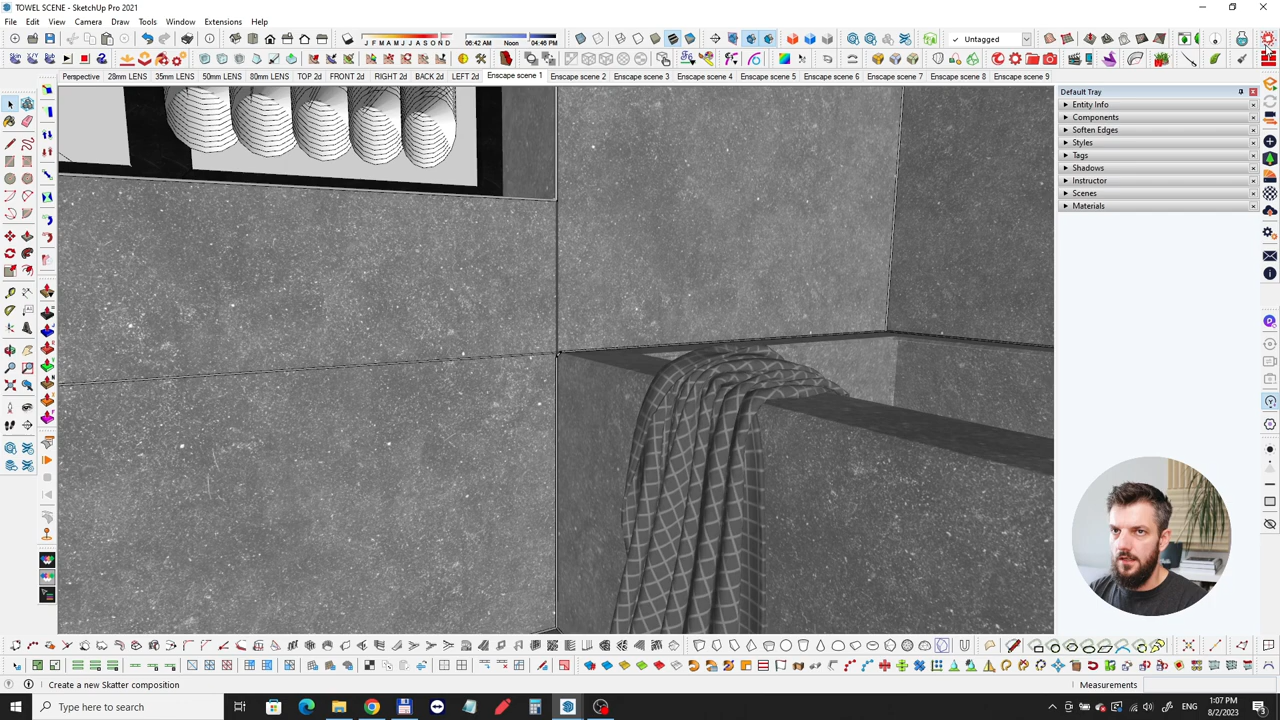 TOWEL SCENE - SketchUp Pro 2021
File Edit View Camera Draw Tools Window Extensions Help
J F M A M J J A S O N D 06:42 AM Noon 04:46 PM Untagged
Perspective 28mm LENS 35mm LENS 50mm LENS 80mm LENS TOP 2d FRONT 2D RIGHT 2D BACK 2D LEFT 2D Enscape scene 1 Enscape scene 2 Enscape scene 3 Enscape scene 4 Enscape scene 5 Enscape scene 6 Enscape scene 7 Enscape scene 8 Enscape scene 9
Default Tray
Entity Info
Components
Soften Edges
Styles
Tags
Shadows
Instructor
Scenes
Materials
Create a new Skatter composition
Measurements
Type here to search
ENG
1:07 PM
8/2/2023